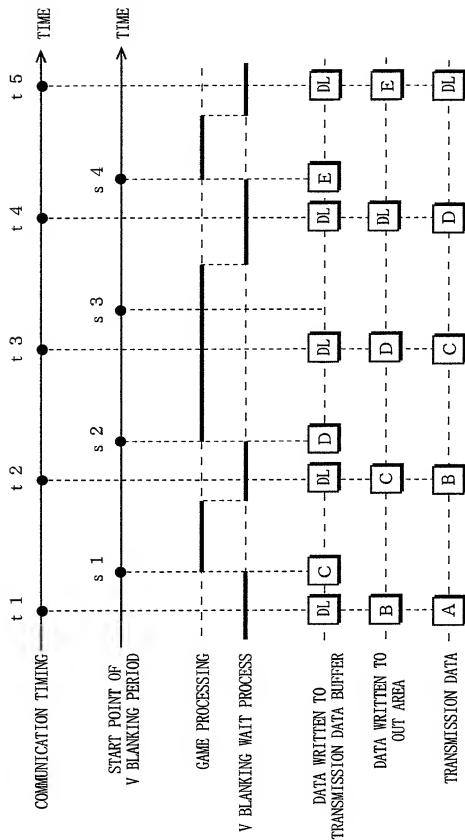 COMMUNICATION TIMING
t 1
t 2
t 3
t 4
t 5
TIME
START POINT OF
V BLANKING PERIOD
s 1
s 2
s 3
s 4
TIME
GAME PROCESSING
V BLANKING WAIT PROCESS
DATA WRITTEN TO
TRANSMISSION DATA BUFFER
DL
C
DL
D
DL
DL
E
DL
DATA WRITTEN TO
OUT AREA
B
C
D
DL
E
TRANSMISSION DATA
A
B
C
D
DL